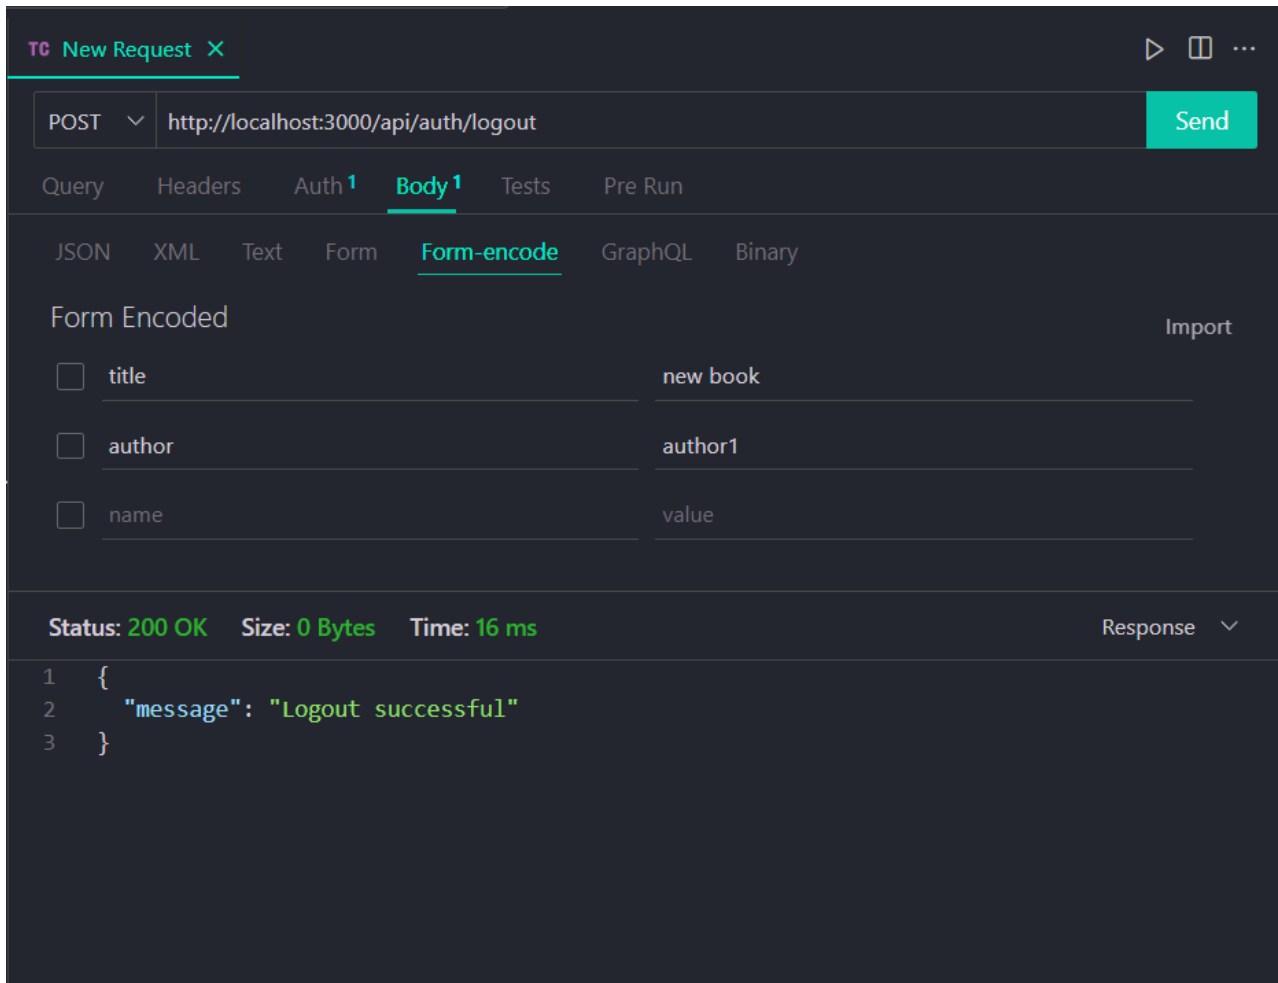 TC New Request
POST http://localhost:3000/api/auth/logout Send
Query Headers Auth 1 Body 1 Tests Pre Run
JSON XML Text Form Form-encode GraphQL Binary
Form Encoded
Import
title new book
author author1
name value
Status: 200 OK Size: 0 Bytes Time: 16 ms Response
1 {
2 "message": "Logout successful"
3 }